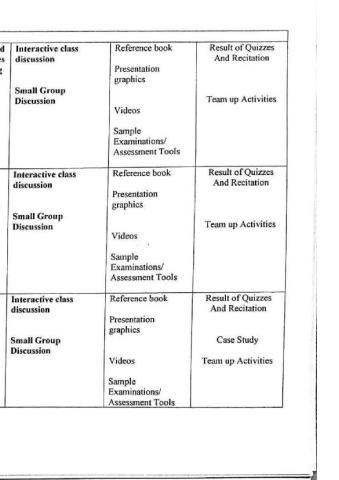 Interactive class
discussion
Small Group
Discussion
Reference book
Presentation
graphics
Videos
Sample
Examinations/
Assessment Tools
Result of Quizzes
And Recitation
Team up Activities
Interactive class
discussion
Small Group
Discussion
Reference book
Presentation
graphics
Videos
Sample
Examinations/
Assessment Tools
Result of Quizzes
And Recitation
Team up Activities
Interactive class
discussion
Small Group
Discussion
Reference book
Presentation
graphics
Videos
Sample
Examinations/
Assessment Tools
Result of Quizzes
And Recitation
Case Study
Team up Activities